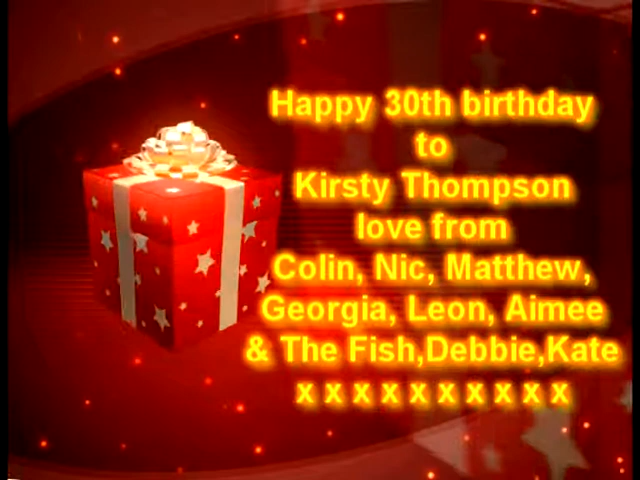 Happy 30th birthday
to
Kirsty Thompson
love from
Colin, Nic, Matthew,
Georgia, Leon, Aimee
& The Fish,Debbie,Kate
x x x x x x x x x x